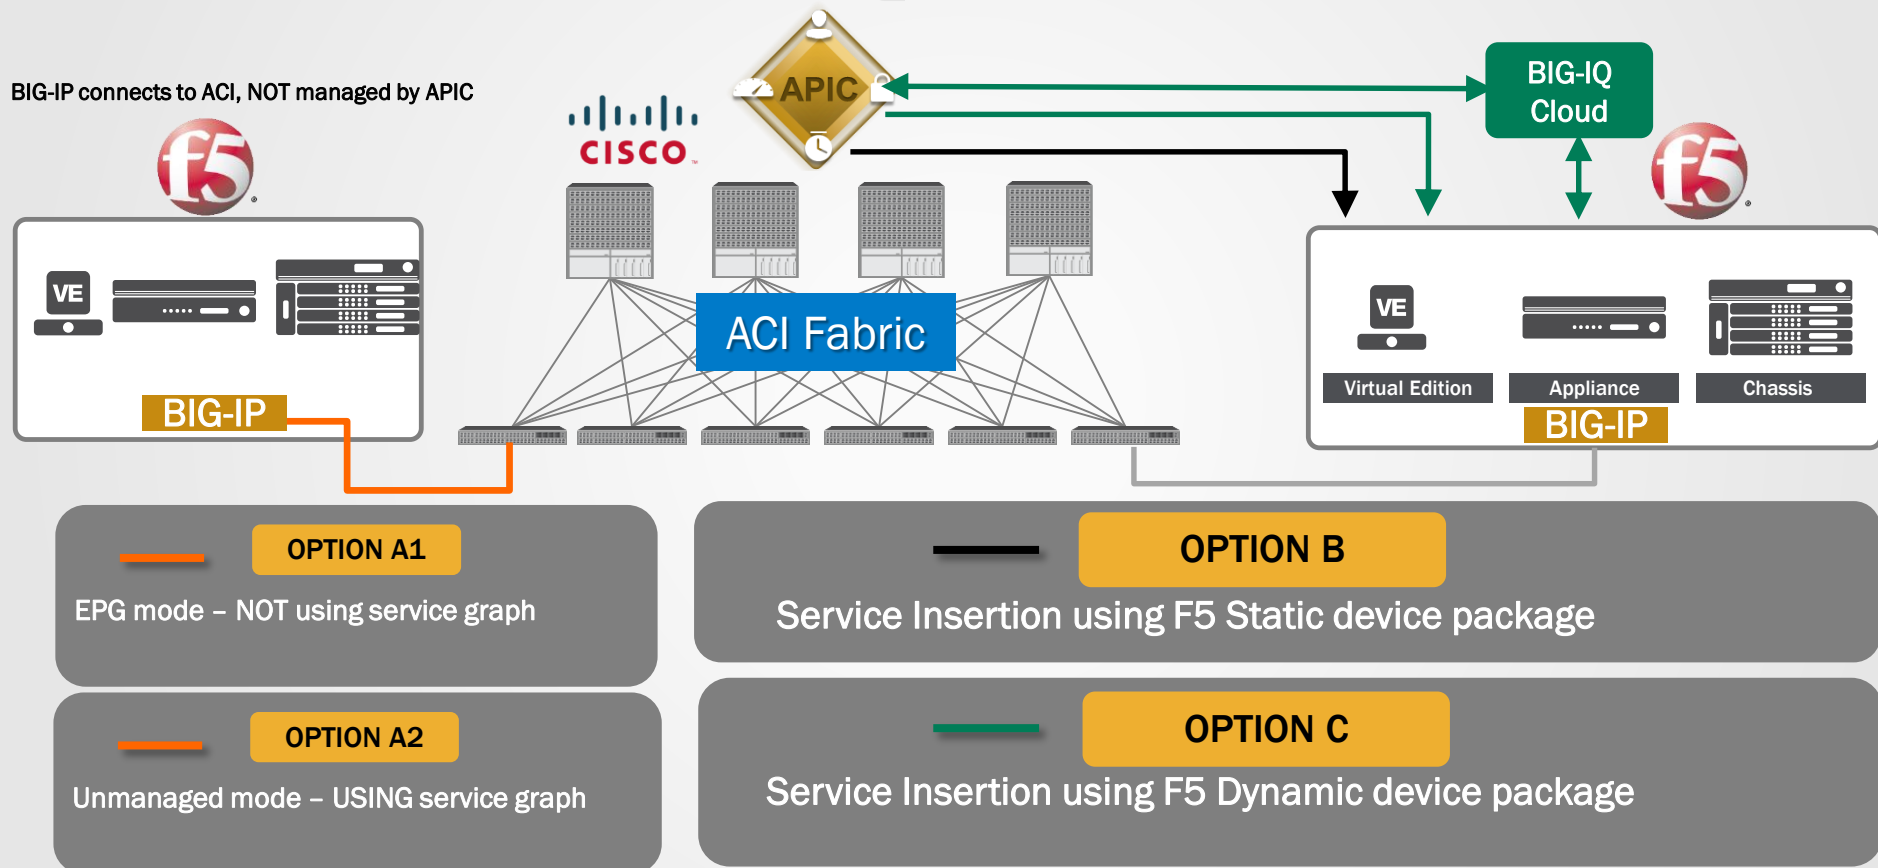 BIG-IP connects to ACI, NOT managed by APIC
f5
CISCO
APIC
BIG-IQ
Cloud
f5
VE
BIG-IP
ACI Fabric
VE
Virtual Edition
Appliance
Chassis
BIG-IP
OPTION A1
EPG mode – NOT using service graph
OPTION A2
Unmanaged mode – USING service graph
OPTION B
Service Insertion using F5 Static device package
OPTION C
Service Insertion using F5 Dynamic device package